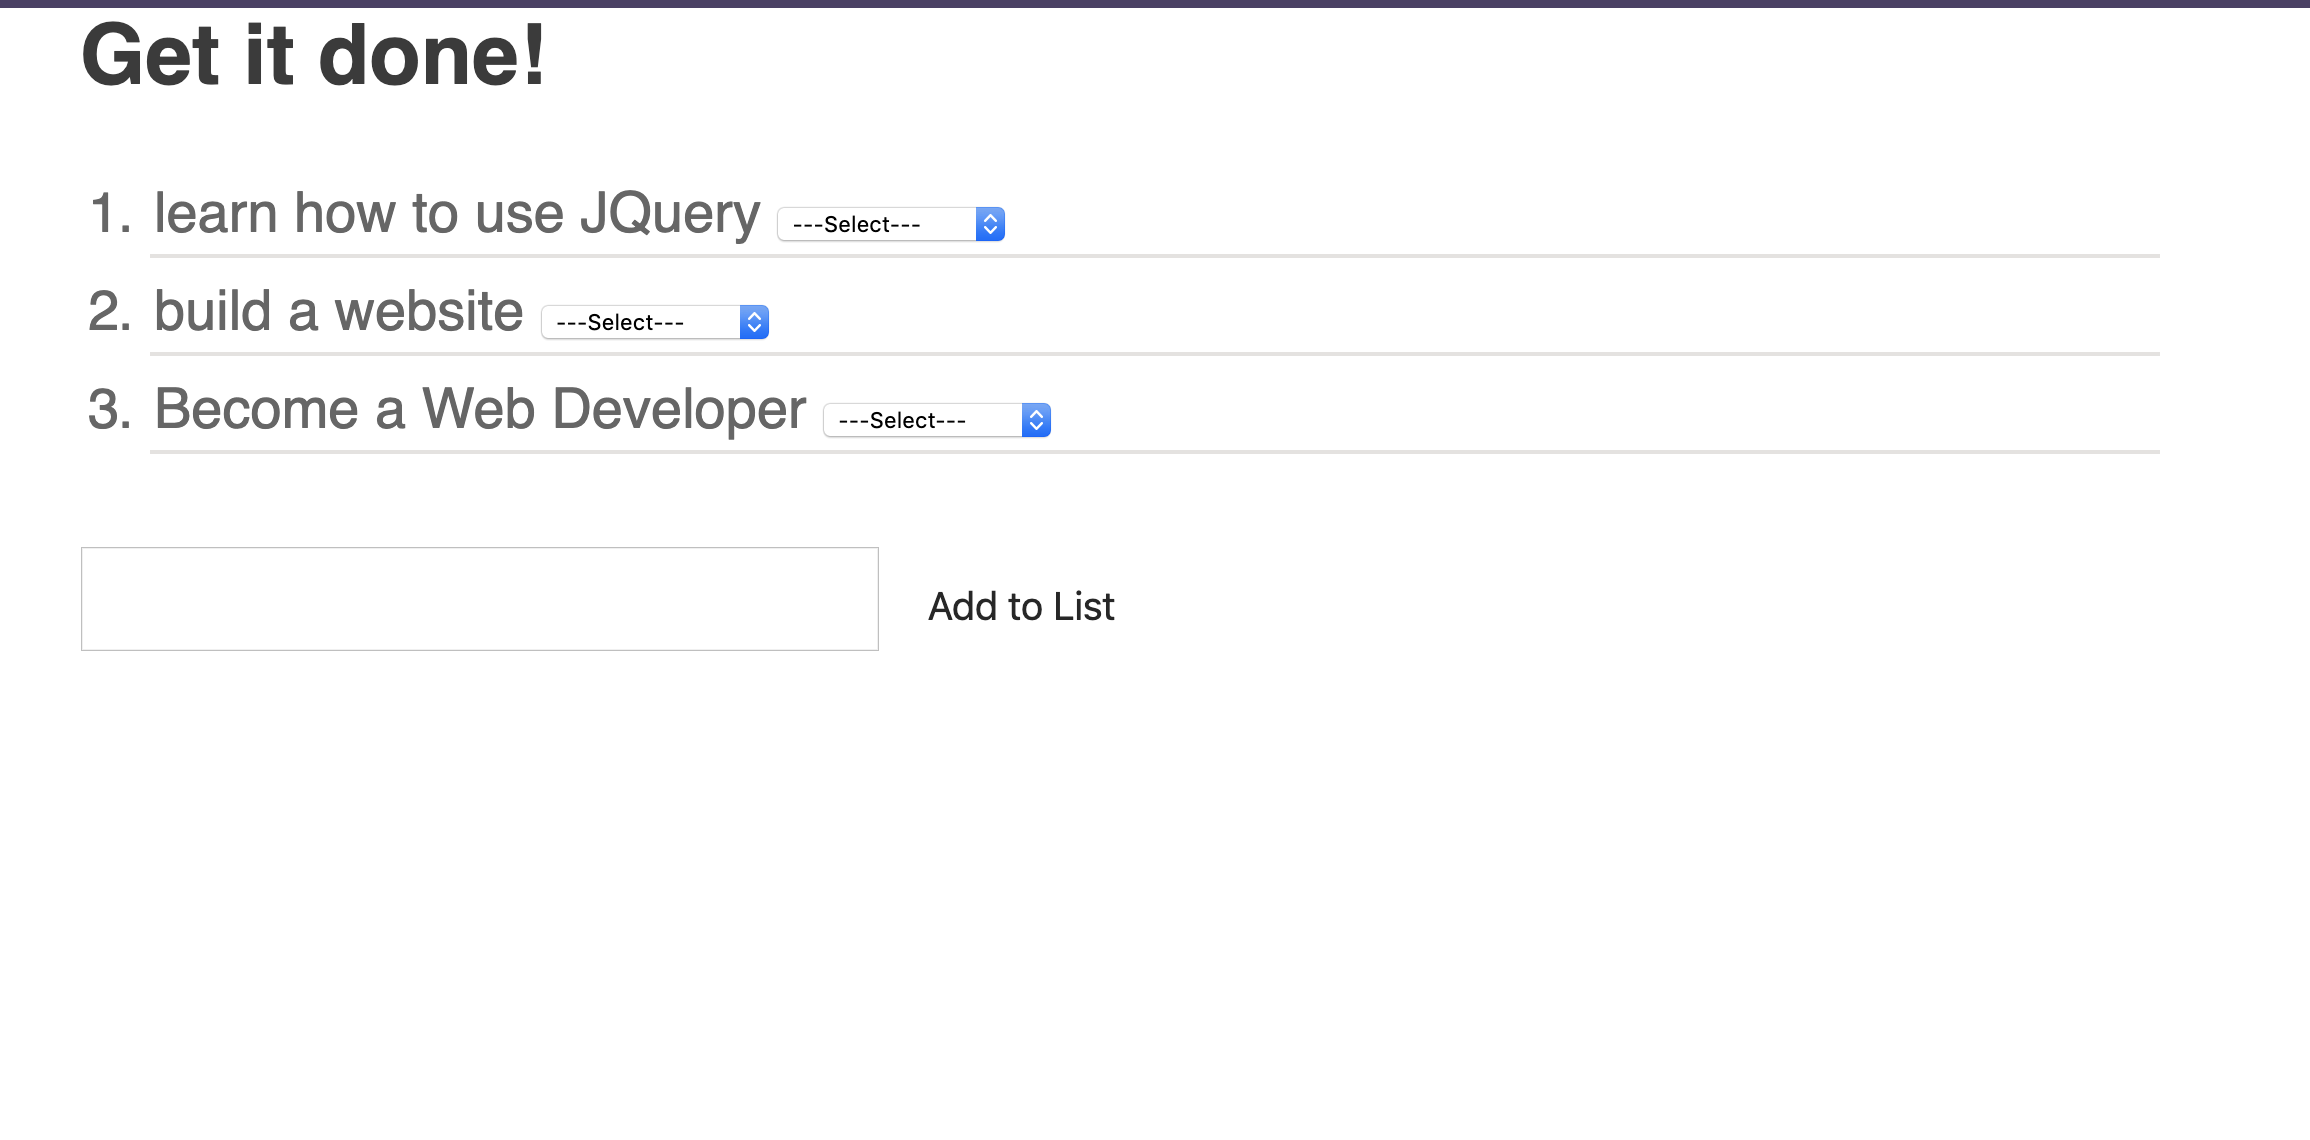 Get it done!
1. learn how to use JQuery ---Select---
2. build a website ---Select---
3. Become a Web Developer ---Select---
Add to List